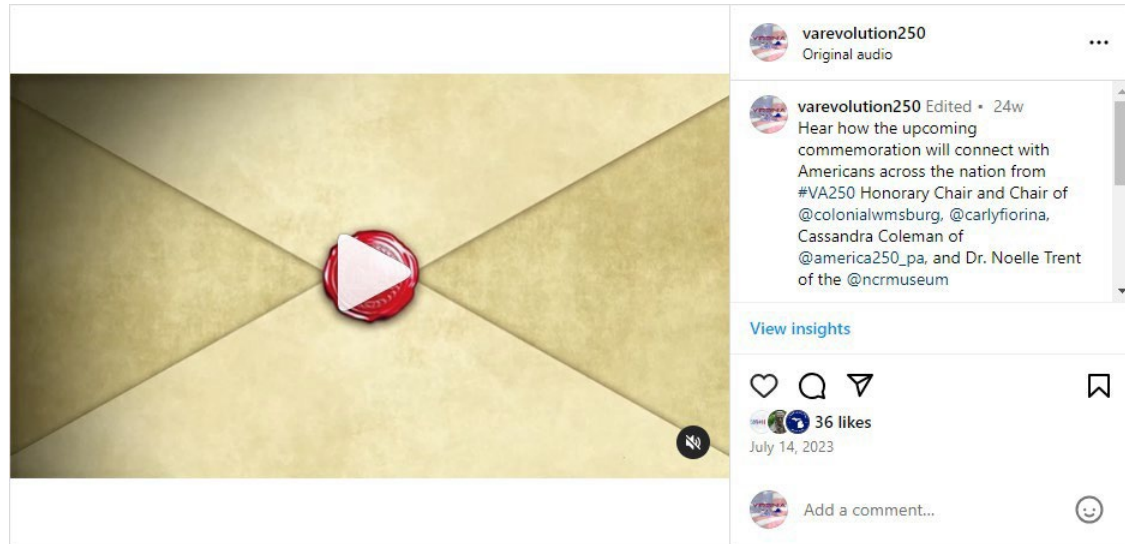 varevolution250
Original audio
varevolution250 Edited • 24w
Hear how the upcoming
commemoration will connect with
Americans across the nation from
#VA250 Honorary Chair and Chair of
@colonialwmsburg, @carlyfiorina,
Cassandra Coleman of
@america250_pa, and Dr. Noelle Trent
of the @ncrmuseum
View insights
36 likes
July 14, 2023
Add a comment...